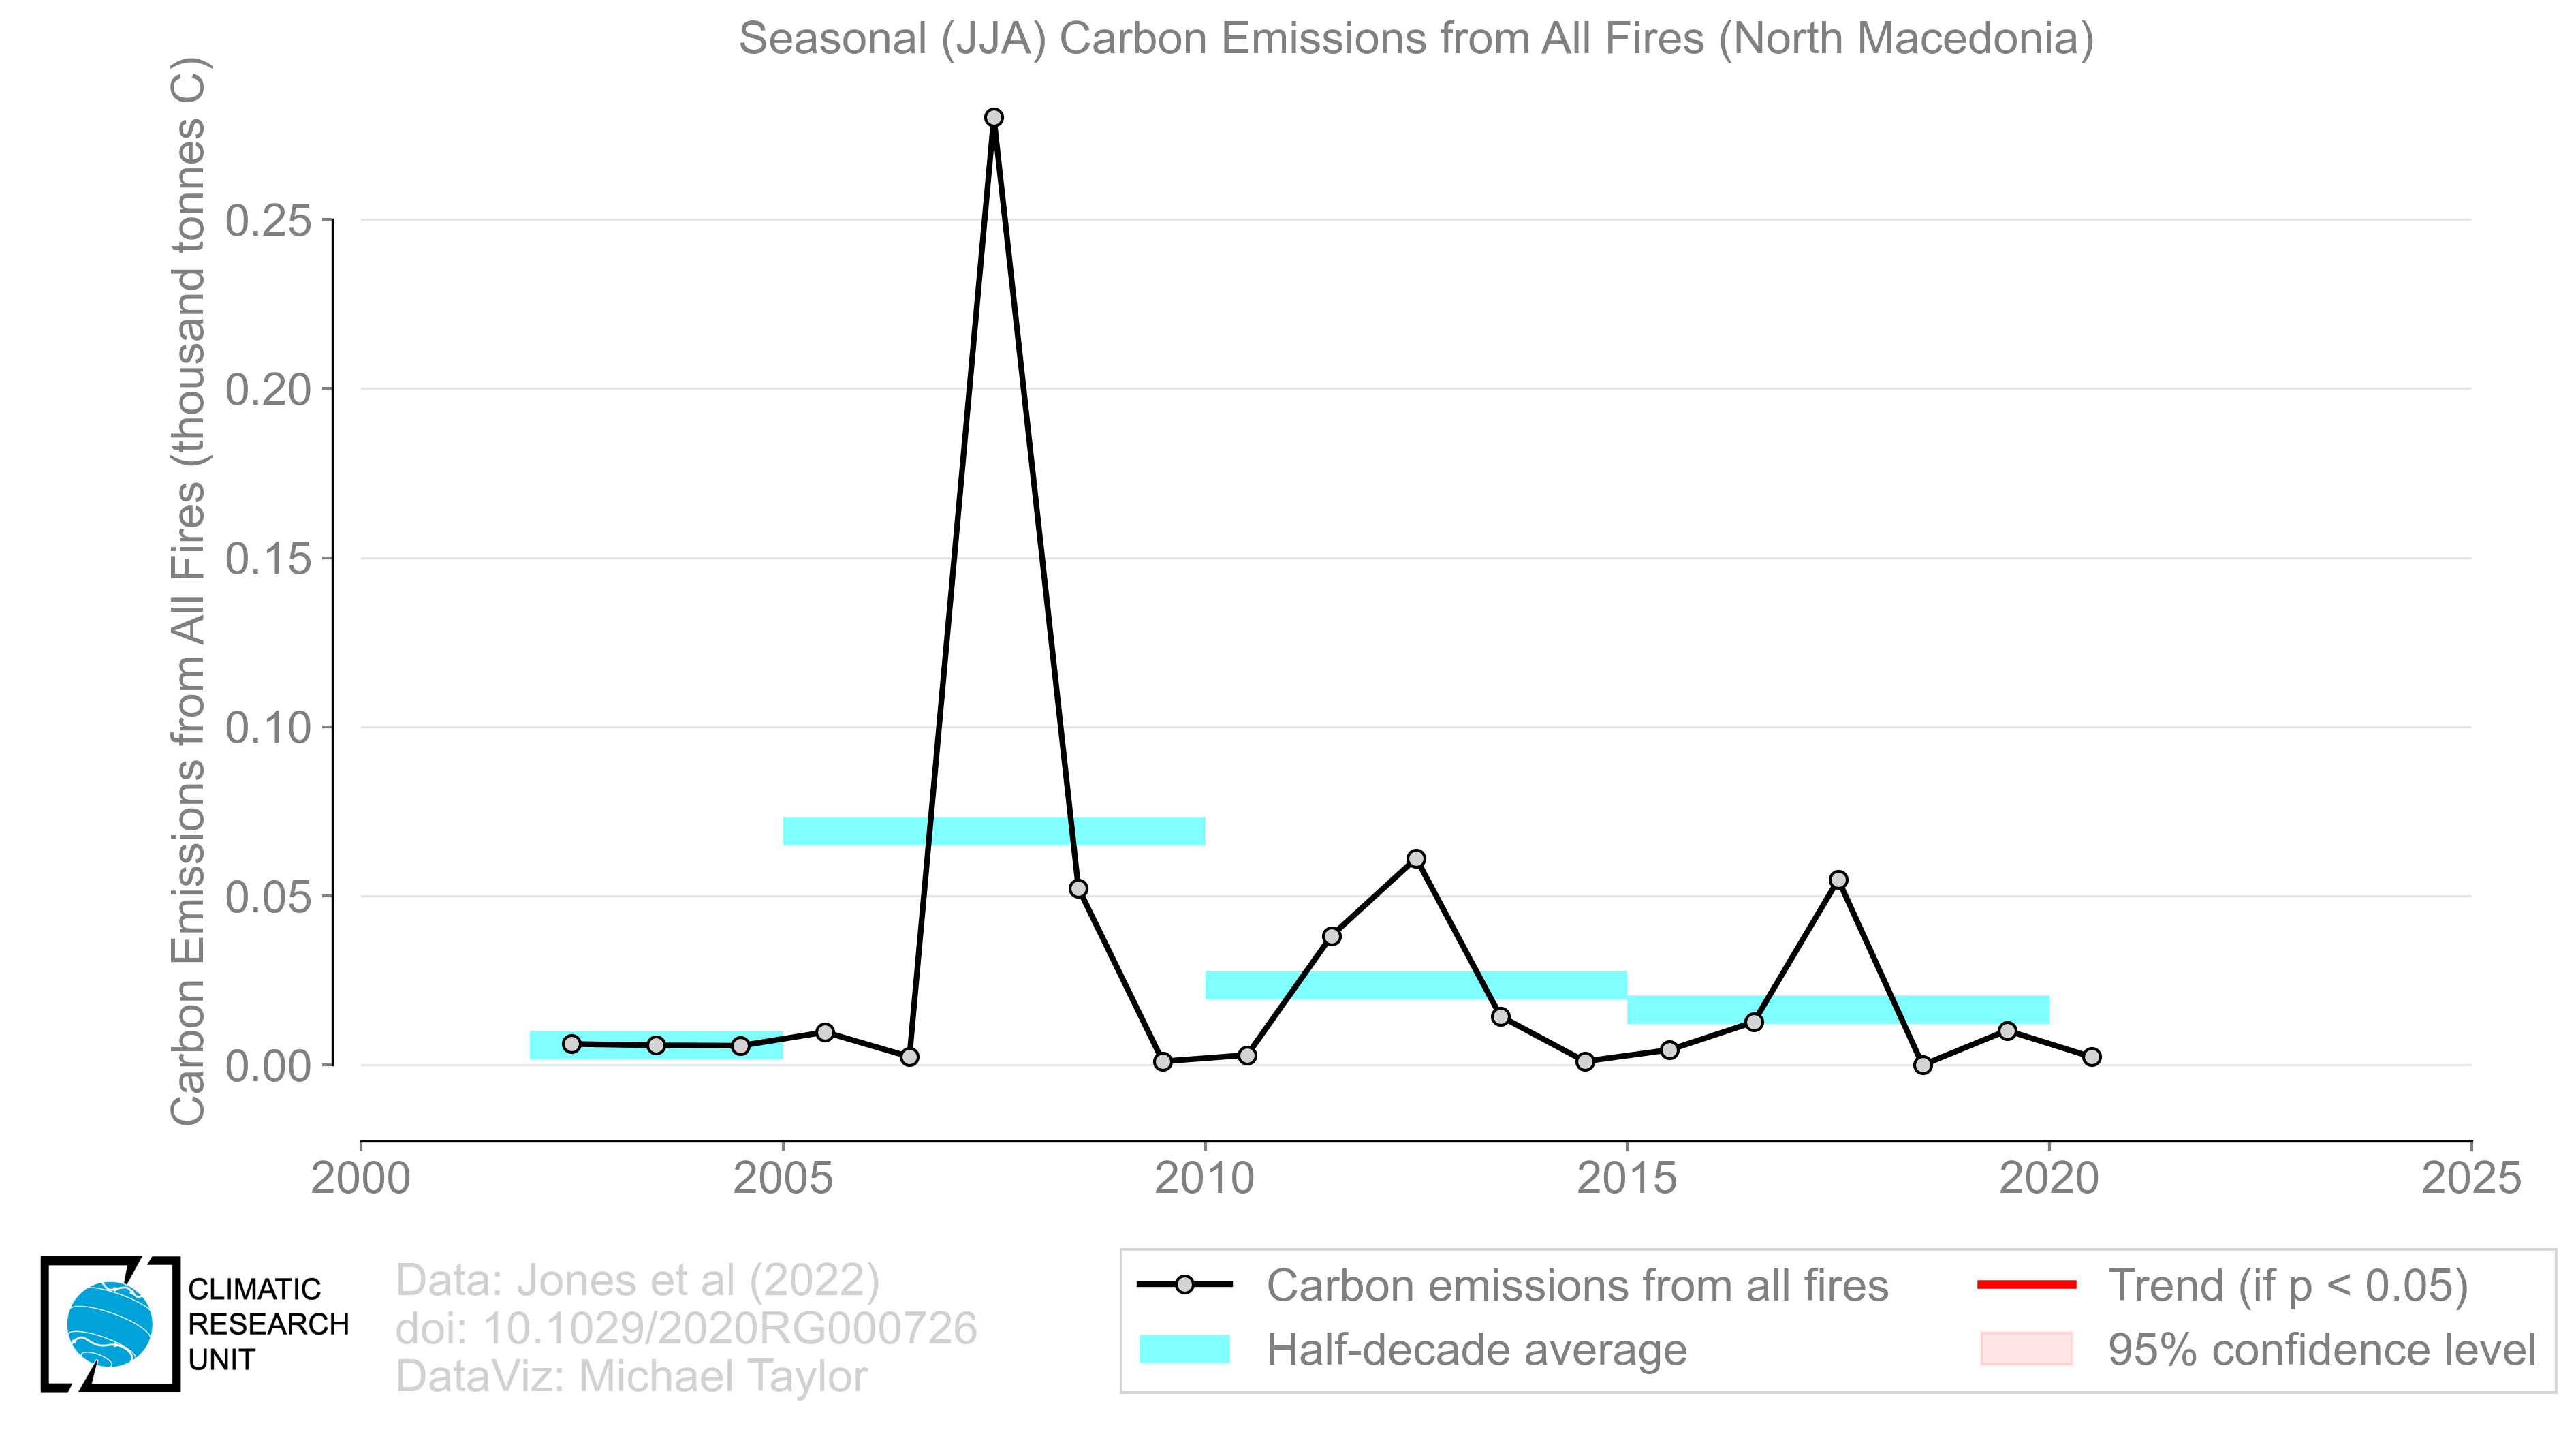 Seasonal (JJA) Carbon Emissions from All Fires (North Macedonia)
Carbon Emissions from All Fires (thousand tonnes C)
0.25
0.20
0.15
0.10
0.05
0.00
2000 2005 2010 2015 2020 2025
CLIMATIC
RESEARCH
UNIT
Data: Jones et al (2022)
doi: 10.1029/2020RG000726
DataViz: Michael Taylor
Carbon emissions from all fires
Half-decade average
Trend (if p < 0.05)
95% confidence level